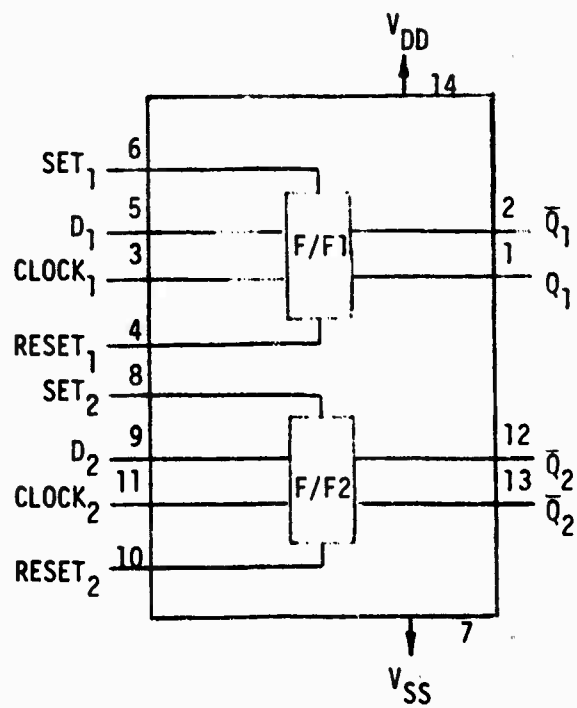 V_DD
14
SET_1 6
D_1 5
CLOCK_1 3
RESET_1 4
F/F1
2 Q̅_1
1 Q_1
SET_2 8
D_2 9
CLOCK_2 11
RESET_2 10
F/F2
12 Q̅_2
13 Q̅_2
7
V_SS